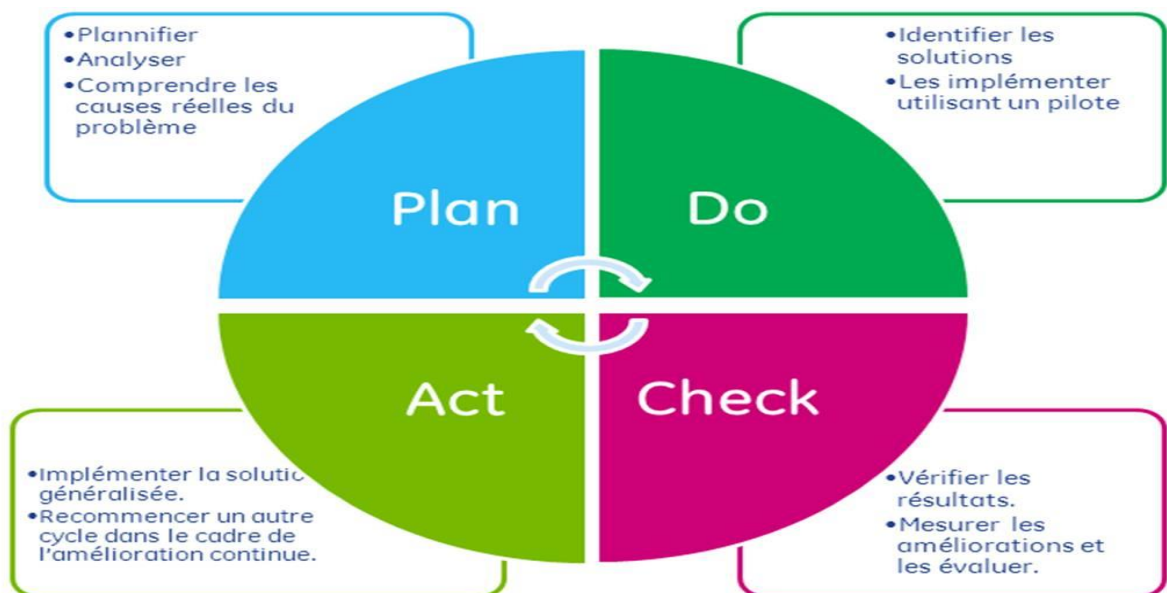 •Plannifier
•Analyser
•Comprendre les
causes réelles du
problème
•Identifier les
solutions
•Les implémenter
utilisant un pilote
Plan
Do
Act
Check
•Implémenter la solutio
généralisée.
•Recommencer un autre
cycle dans le cadre de
l'amélioration continue.
•Vérifier les
résultats.
•Mesurer les
améliorations et
les évaluer.